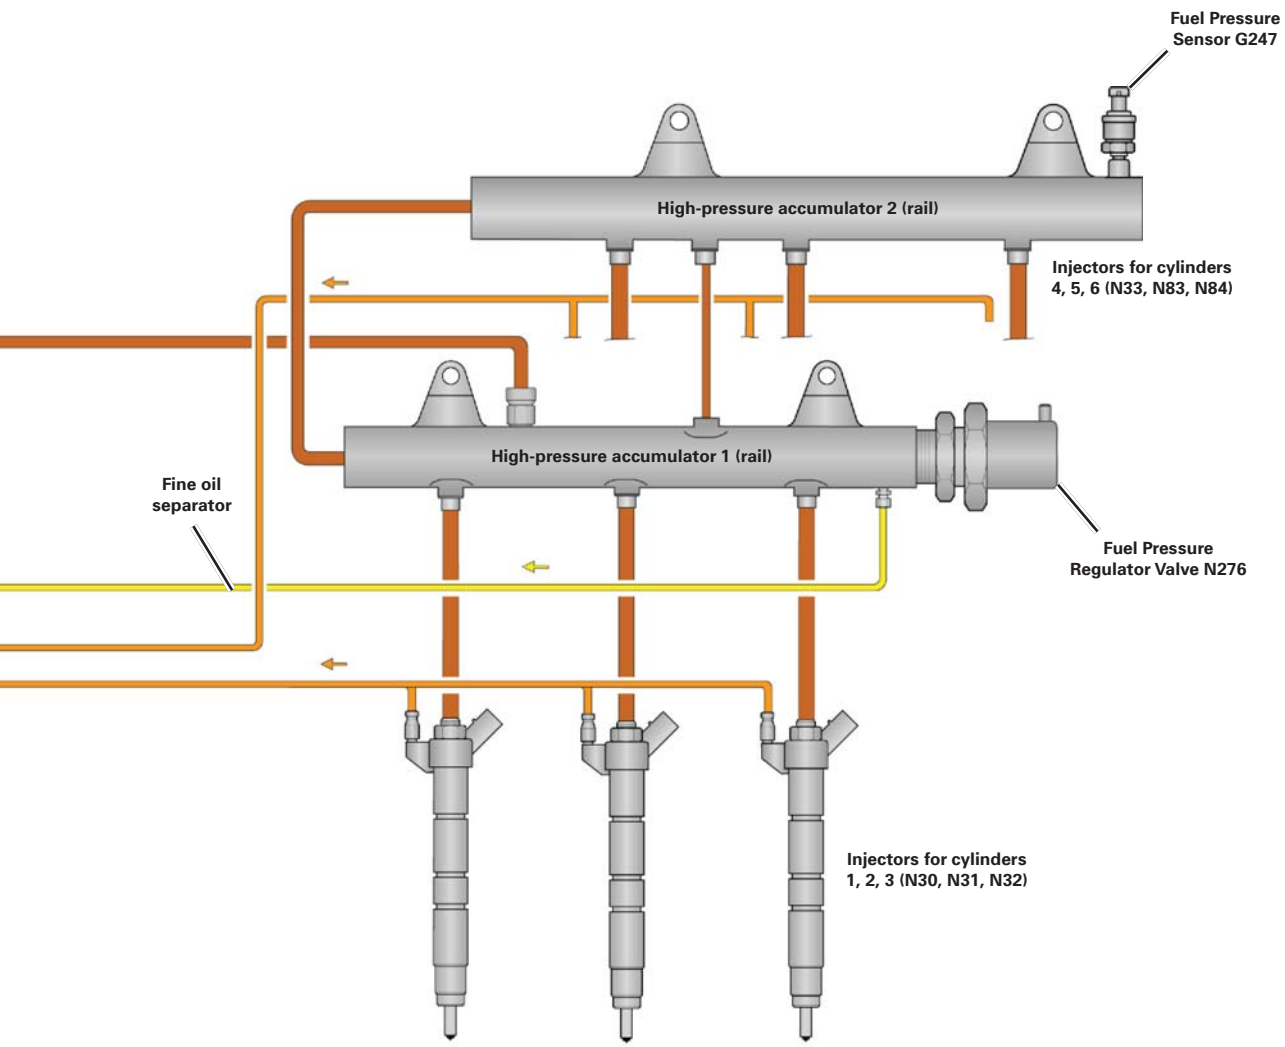 Fuel Pressure
Sensor G247
High-pressure accumulator 2 (rail)
Injectors for cylinders
4, 5, 6 (N33, N83, N84)
High-pressure accumulator 1 (rail)
Fine oil
separator
Fuel Pressure
Regulator Valve N276
Injectors for cylinders
1, 2, 3 (N30, N31, N32)